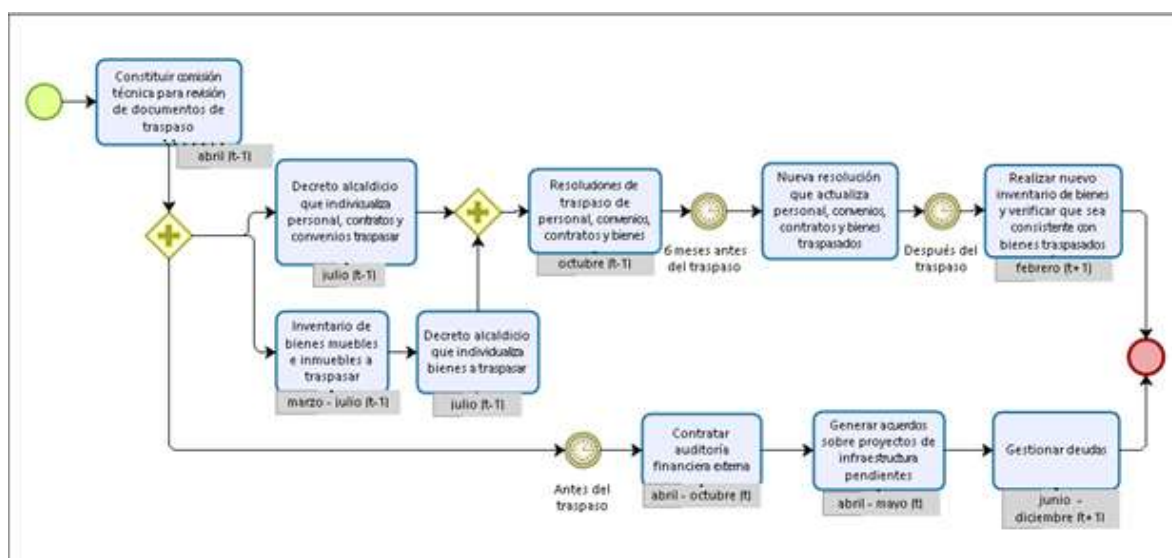 Constituir comisión
técnica para revisión
de documentos de
traspaso
abril (t-1)
Decreto alcaldicio
que individualiza
personal, contratos y
convenios traspasar
julio (t-1)
Resoluciones de
traspaso de
personal, convenios,
contratos y bienes
octubre (t-1)
6 meses antes
del traspaso
Nueva resolución
que actualiza
personal, convenios,
contratos y bienes
traspasados
Después del
traspaso
Realizar nuevo
inventario de bienes
y verificar que sea
consistente con
bienes traspasados
febrero (t+1)
Inventario de
bienes muebles
e inmuebles a
traspasar
marzo - julio (t-1)
Decreto alcaldicio
que individualiza
bienes a traspasar
julio (t-1)
Antes del
traspaso
Contratar
auditoría
financiera externa
abril - octubre (t)
Generar acuerdos
sobre proyectos de
infraestructura
pendientes
abril - mayo (t)
Gestionar deudas
junio -
diciembre (t+1)